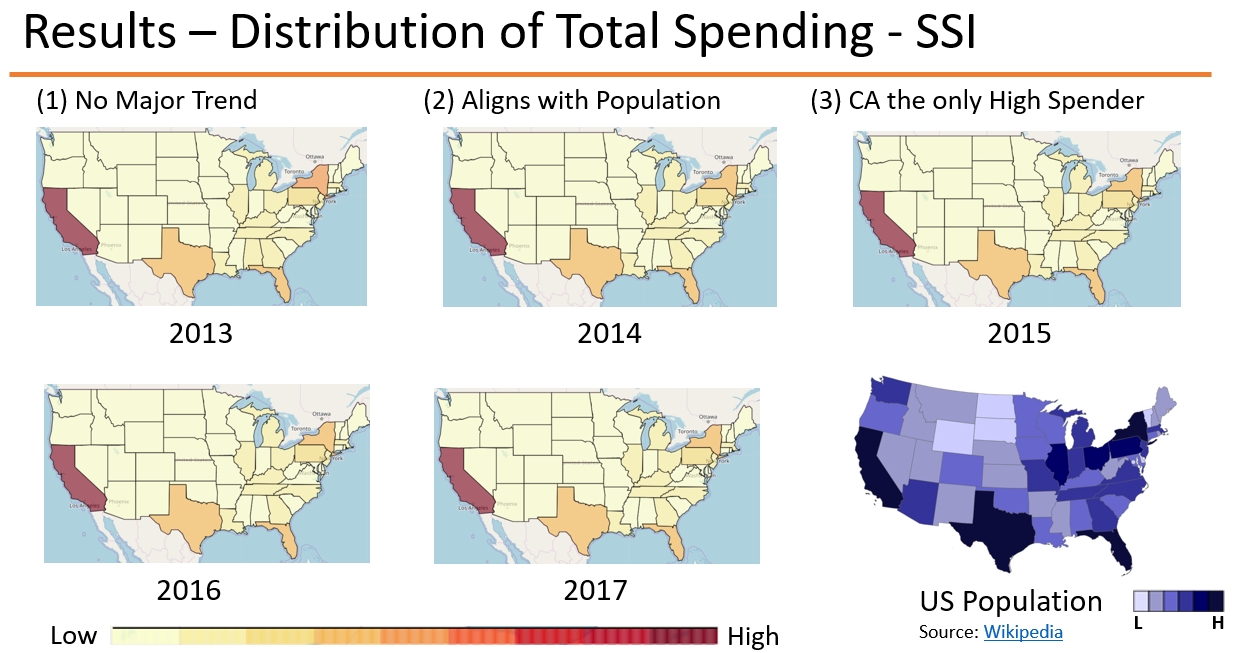 Results – Distribution of Total Spending - SSI
(1) No Major Trend
(2) Aligns with Population
(3) CA the only High Spender
Ottawa
Toronto
York
Los Angeles
Phoenix
2013
Ottawa
Toronto
York
Los Angeles
Phoenix
2014
Ottawa
Toronto
York
Los Angeles
Phoenix
2015
Ottawa
Toronto
York
Los Angeles
Phoenix
2016
Ottawa
Toronto
York
Los Angeles
Phoenix
2017
US Population
L
H
Source: Wikipedia
Low
High